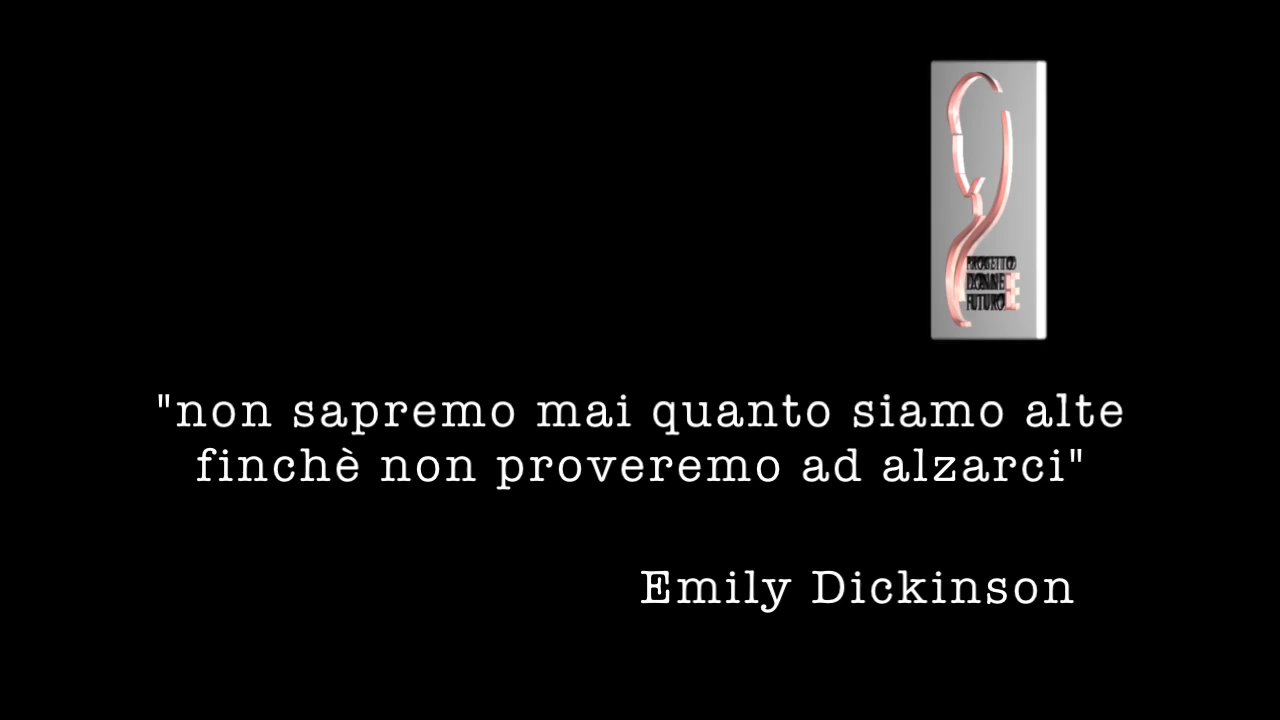 PROGETTO
DONNE E
FUTURO
"non sapremo mai quanto siamo alte
finchè non proveremo ad alzarci"
Emily Dickinson